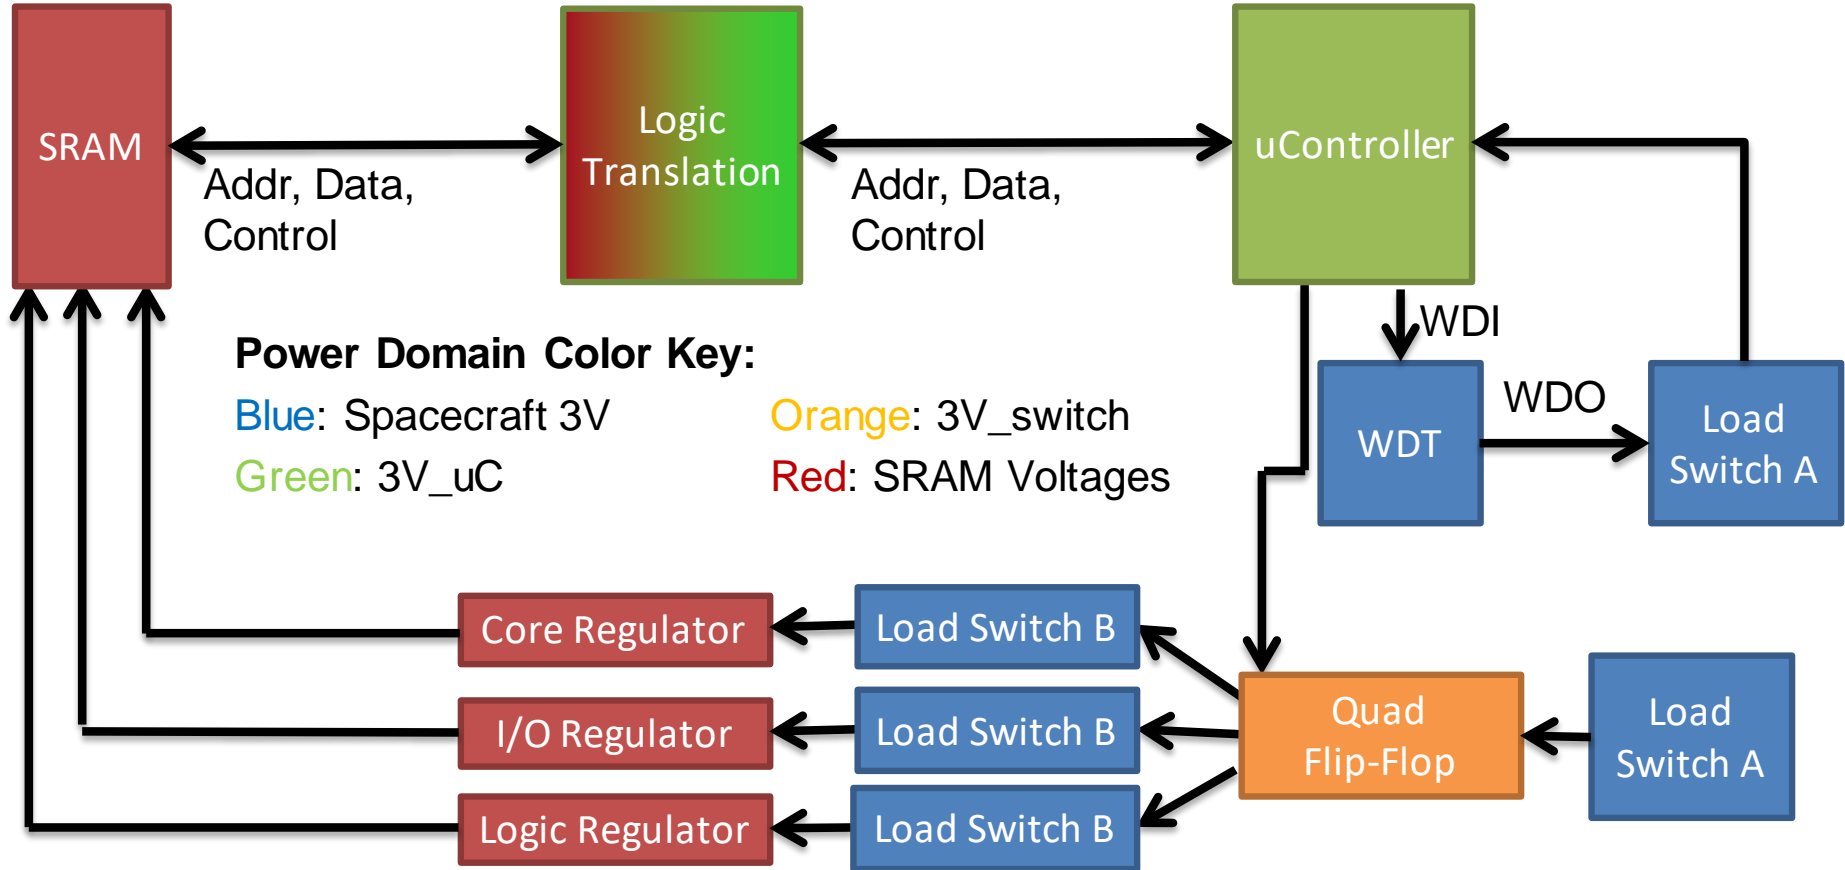 SRAM
Logic
Translation
uController
Addr, Data,
Control
Addr, Data,
Control
WDI
Power Domain Color Key:
Blue: Spacecraft 3V
Orange: 3V_switch
Green: 3V_uC
Red: SRAM Voltages
WDT
WDO
Load
Switch A
Core Regulator
Load Switch B
I/O Regulator
Load Switch B
Quad
Flip-Flop
Load
Switch A
Logic Regulator
Load Switch B